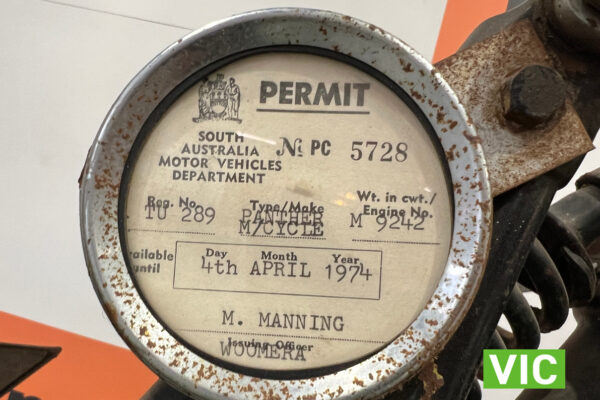 PERMIT
SOUTH AUSTRALIA
MOTOR VEHICLES
DEPARTMENT
No PC 5728
Reg. No. Type/Make Wt. in cwt./
Engine No.
TU 289 PANTHER M 9242
M/CYCLE
Day Month Year
4th APRIL 1974
until
M. MANNING
Issuing Officer
WOOMERA
VIC